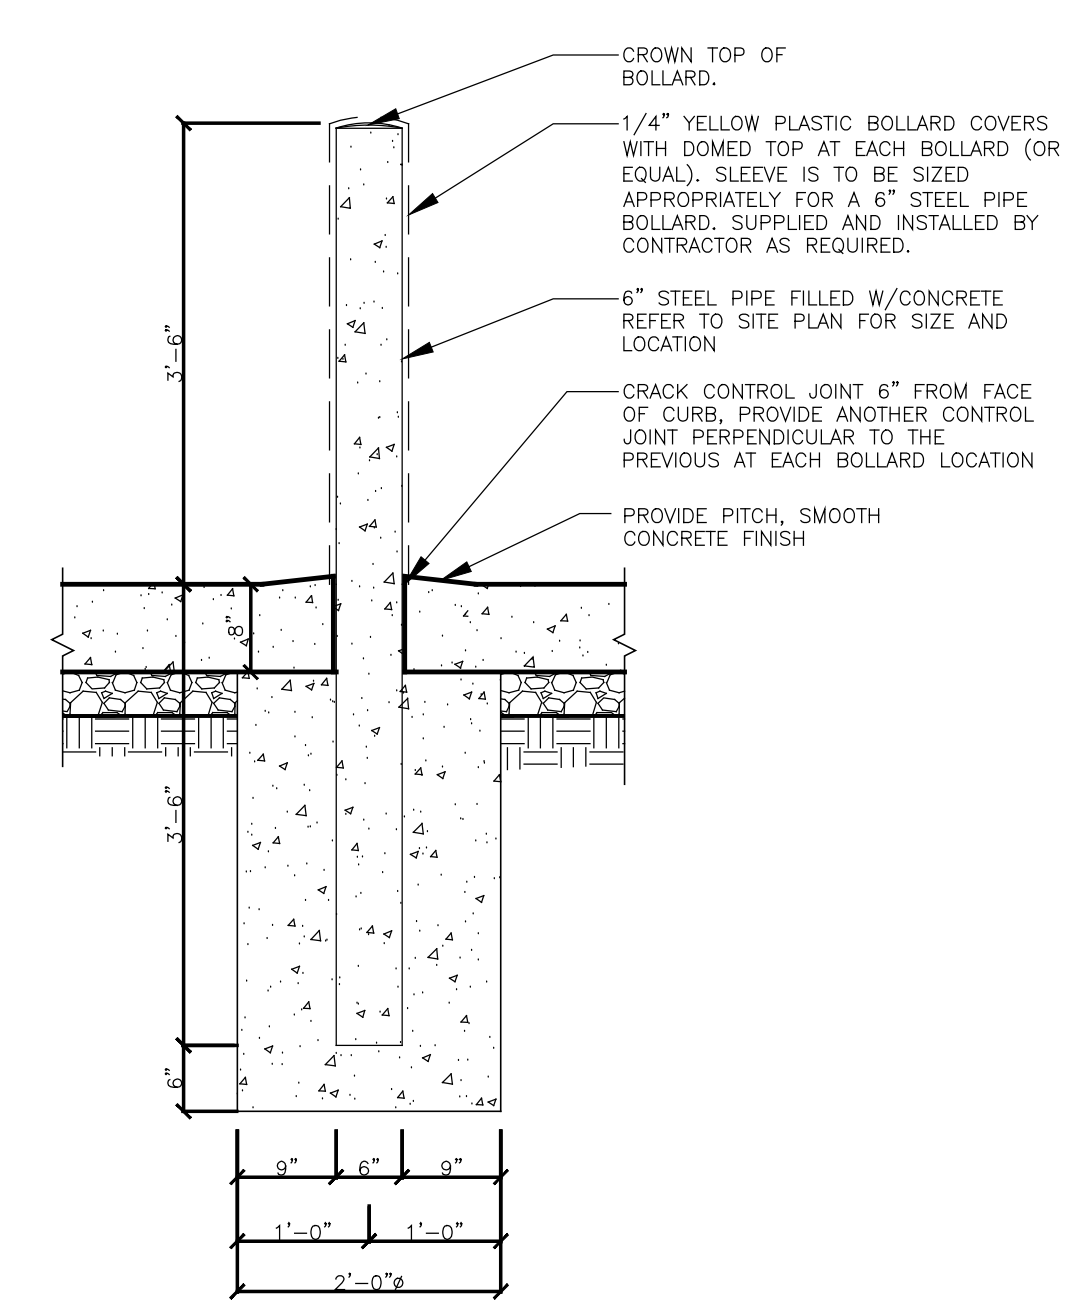 CROWN TOP OF
BOLLARD.
1/4" YELLOW PLASTIC BOLLARD COVERS
WITH DOMED TOP AT EACH BOLLARD (OR
EQUAL). SLEEVE IS TO BE SIZED
APPROPRIATELY FOR A 6" STEEL PIPE
BOLLARD. SUPPLIED AND INSTALLED BY
CONTRACTOR AS REQUIRED.
6" STEEL PIPE FILLED W/CONCRETE
REFER TO SITE PLAN FOR SIZE AND
LOCATION
CRACK CONTROL JOINT 6" FROM FACE
OF CURB, PROVIDE ANOTHER CONTROL
JOINT PERPENDICULAR TO THE
PREVIOUS AT EACH BOLLARD LOCATION
PROVIDE PITCH, SMOOTH
CONCRETE FINISH
3'-6"
8"
3'-6"
6"
9" 6" 9"
1'-0" 1'-0"
2'-0"ø